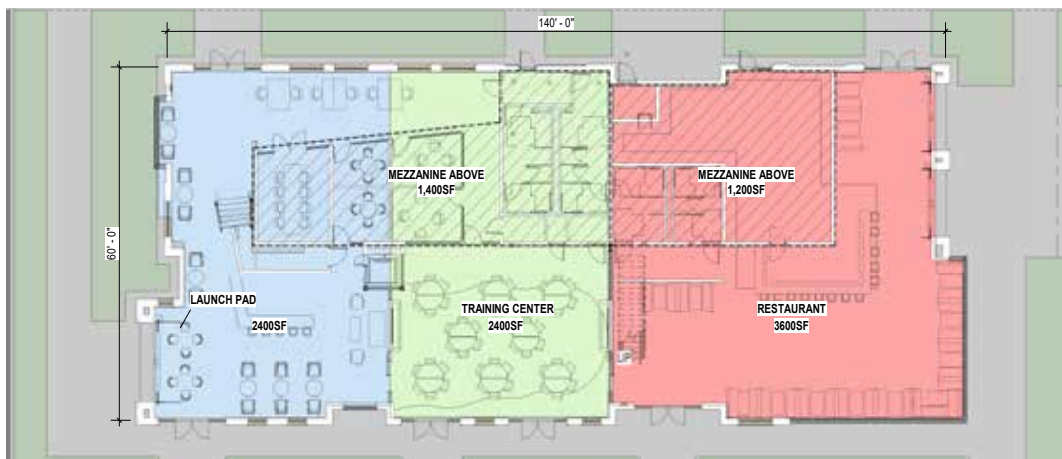 140' - 0"
60' - 0"
MEZZANINE ABOVE
1,400SF
MEZZANINE ABOVE
1,200SF
LAUNCH PAD
2400SF
TRAINING CENTER
2400SF
RESTAURANT
3600SF